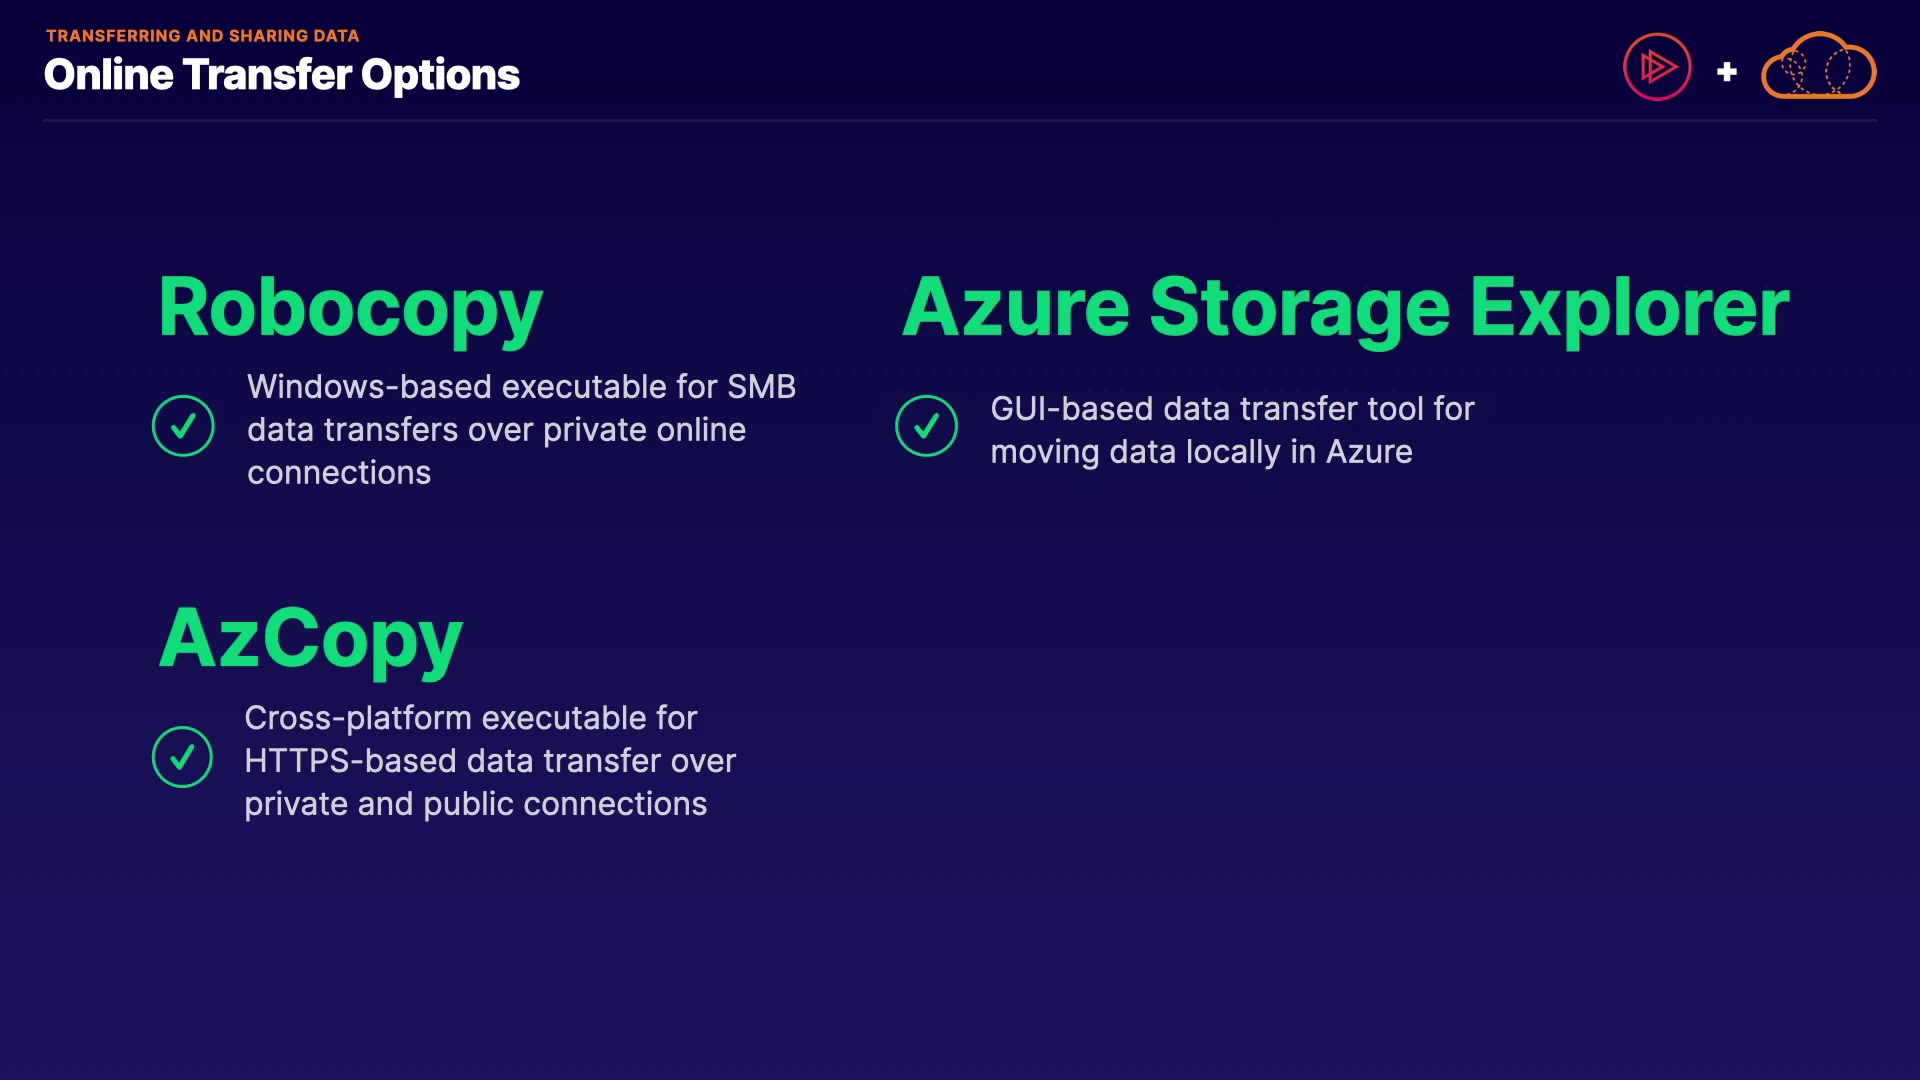 TRANSFERRING AND SHARING DATA
Online Transfer Options
Robocopy
Windows-based executable for SMB
data transfers over private online
connections
Azure Storage Explorer
GUI-based data transfer tool for
moving data locally in Azure
AzCopy
Cross-platform executable for
HTTPS-based data transfer over
private and public connections